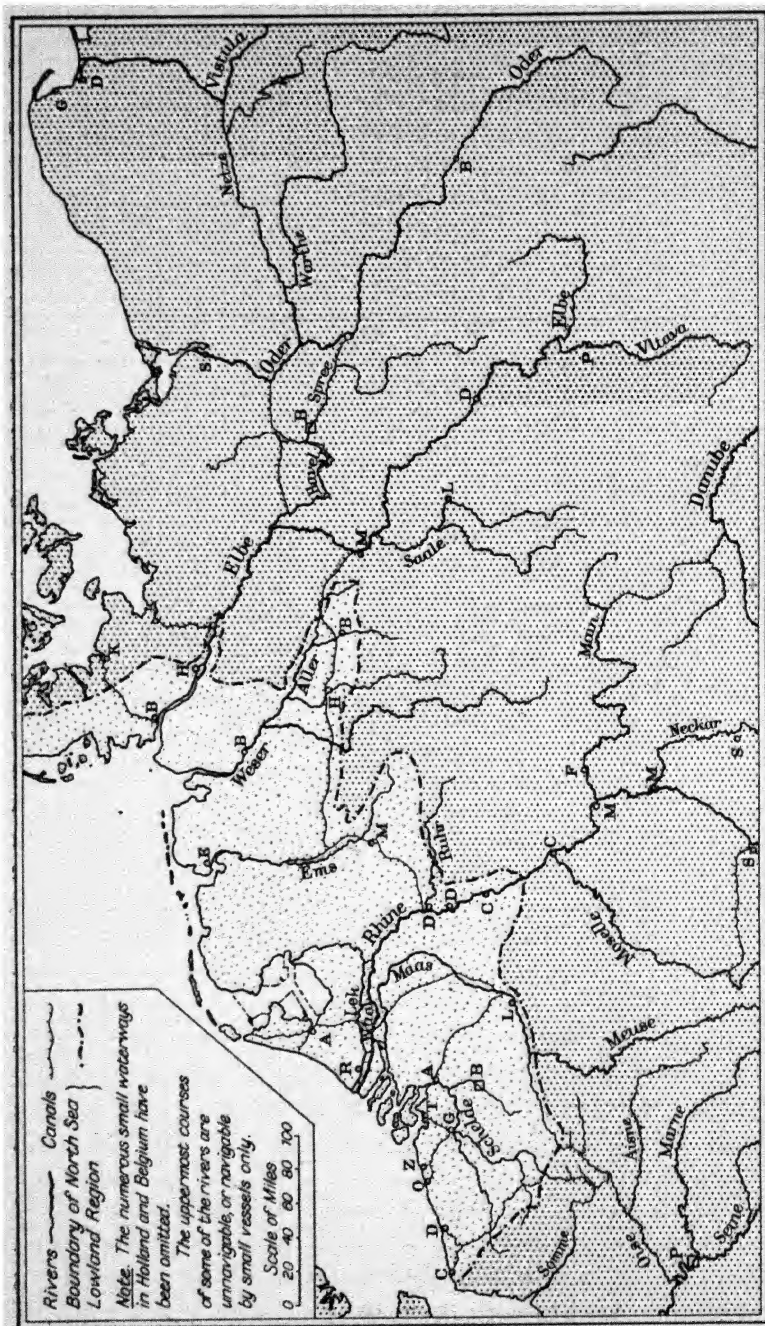 Rivers Canals
Boundary of North Sea
Lowland Region
Note. The numerous small waterways
in Holland and Belgium have
been omitted.
The uppermost courses
of some of the rivers are
unnavigable, or navigable
by small vessels only.
Scale of Miles
0 20 40 60 80 100
G
D
Vistula
Netze
Warthe
Oder
B
S
Oder
Spree
B
Havel
Elbe
P
Vltava
D
Elbe
M
L
Saale
Danube
K
H
B
B
Aller
H
B
Weser
Main
F
M
Neckar
M
S
S
E
Ems
M
Ruhr
D
D
C
C
Rhine
Moselle
Lek
Waal
Maas
A
R
A
T
B
L
G
Schelde
Z
O
D
C
Meuse
Aisne
Marne
Somme
Oise
P
Seine